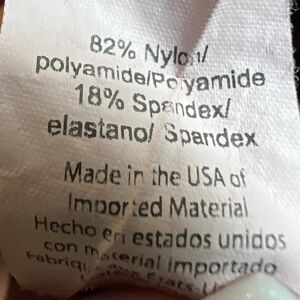 82% Nylon/
polyamide/Polyamide
18% Spandex/
elastano/ Spandex
Made in the USA of
Imported Material
Hecho en estados unidos
con material importado